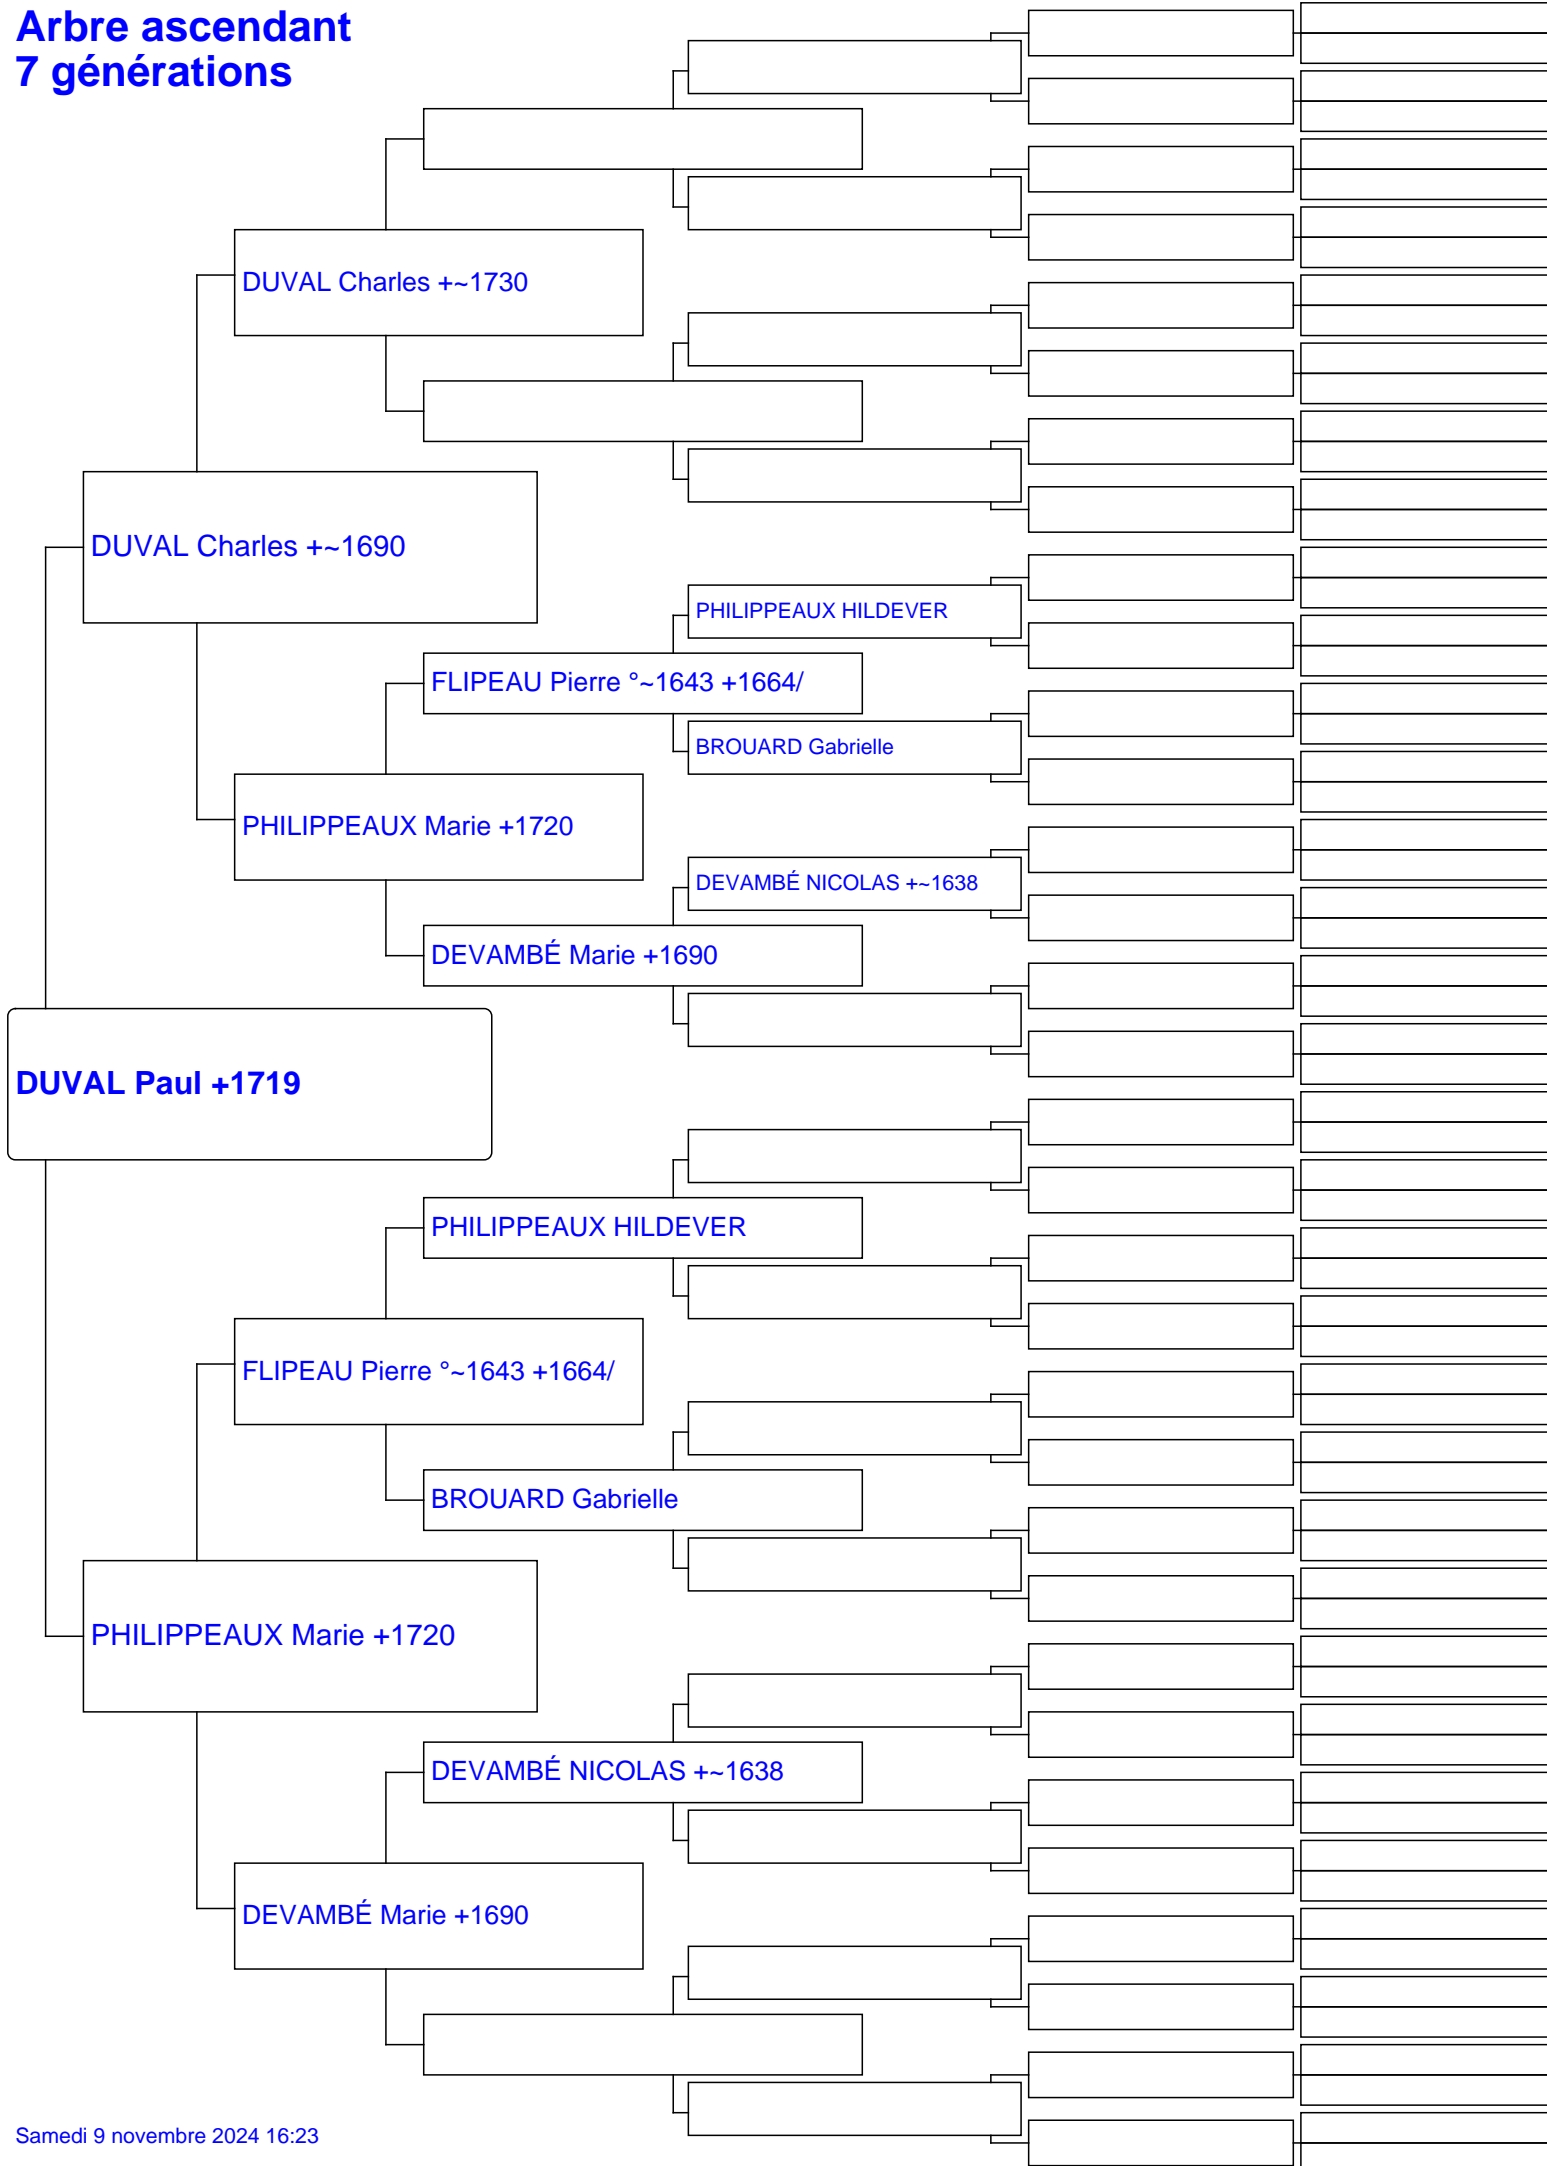 Arbre ascendant
7 générations
DUVAL Charles +~1730
DUVAL Charles +~1690
PHILIPPEAUX HILDEVER
FLIPEAU Pierre °~1643 +1664/
BROUARD Gabrielle
PHILIPPEAUX Marie +1720
DEVAMBÉ NICOLAS +~1638
DEVAMBÉ Marie +1690
DUVAL Paul +1719
PHILIPPEAUX HILDEVER
FLIPEAU Pierre °~1643 +1664/
BROUARD Gabrielle
PHILIPPEAUX Marie +1720
DEVAMBÉ NICOLAS +~1638
DEVAMBÉ Marie +1690
Samedi 9 novembre 2024 16:23